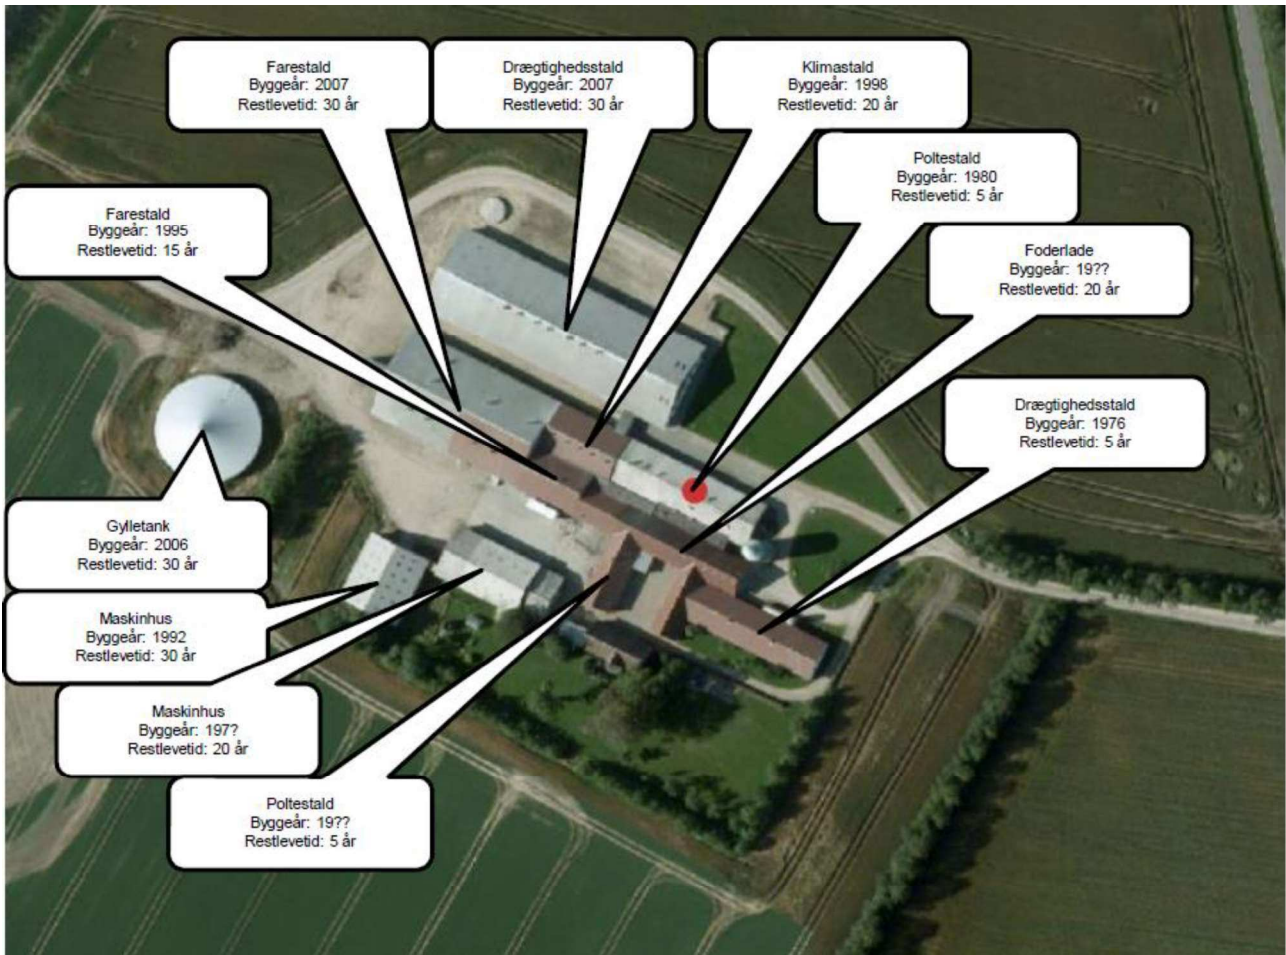 Farestald
Byggeår: 2007
Restlevetid: 30 år
Drægtighedsstald
Byggeår: 2007
Restlevetid: 30 år
Klimastald
Byggeår: 1998
Restlevetid: 20 år
Poltestald
Byggeår: 1980
Restlevetid: 5 år
Farestald
Byggeår: 1995
Restlevetid: 15 år
Foderlade
Byggeår: 19??
Restlevetid: 20 år
Drægtighedsstald
Byggeår: 1976
Restlevetid: 5 år
Gylletank
Byggeår: 2006
Restlevetid: 30 år
Maskinhus
Byggeår: 1992
Restlevetid: 30 år
Maskinhus
Byggeår: 197?
Restlevetid: 20 år
Poltestald
Byggeår: 19??
Restlevetid: 5 år